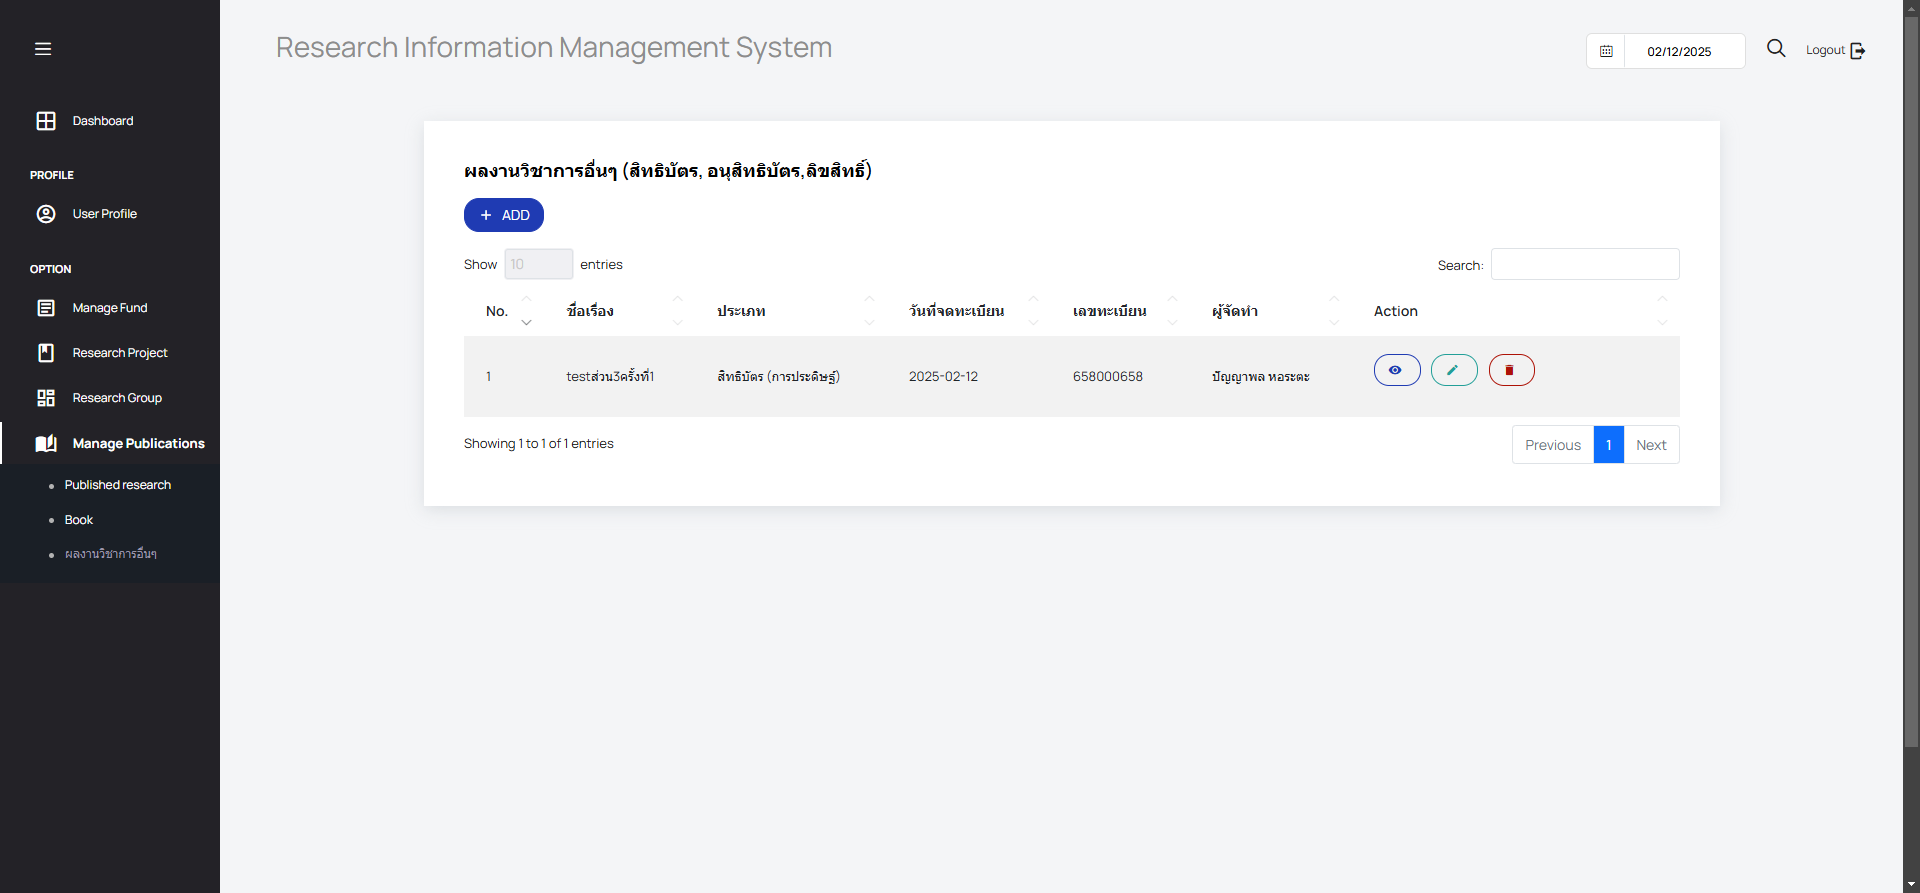 Research Information Management System
02/12/2025
Logout
Dashboard
PROFILE
User Profile
OPTION
Manage Fund
Research Project
Research Group
Manage Publications
Published research
Book
ผลงานวิชาการอื่นๆ
ผลงานวิชาการอื่นๆ (สิทธิบัตร, อนุสิทธิบัตร,ลิขสิทธิ์)
+ ADD
Show 10 entries
Search:
No. ชื่อเรื่อง ประเภท วันที่จดทะเบียน เลขทะเบียน ผู้จัดทำ Action
1 testส่วน3ครั้งที่1 สิทธิบัตร (การประดิษฐ์) 2025-02-12 658000658 ปัญญาพล หอระตะ
Showing 1 to 1 of 1 entries
Previous 1 Next